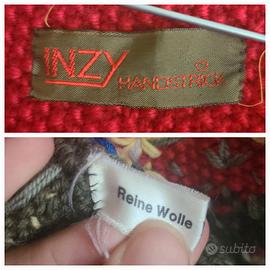 INZY
HANDSTRICK
Reine Wolle
subito